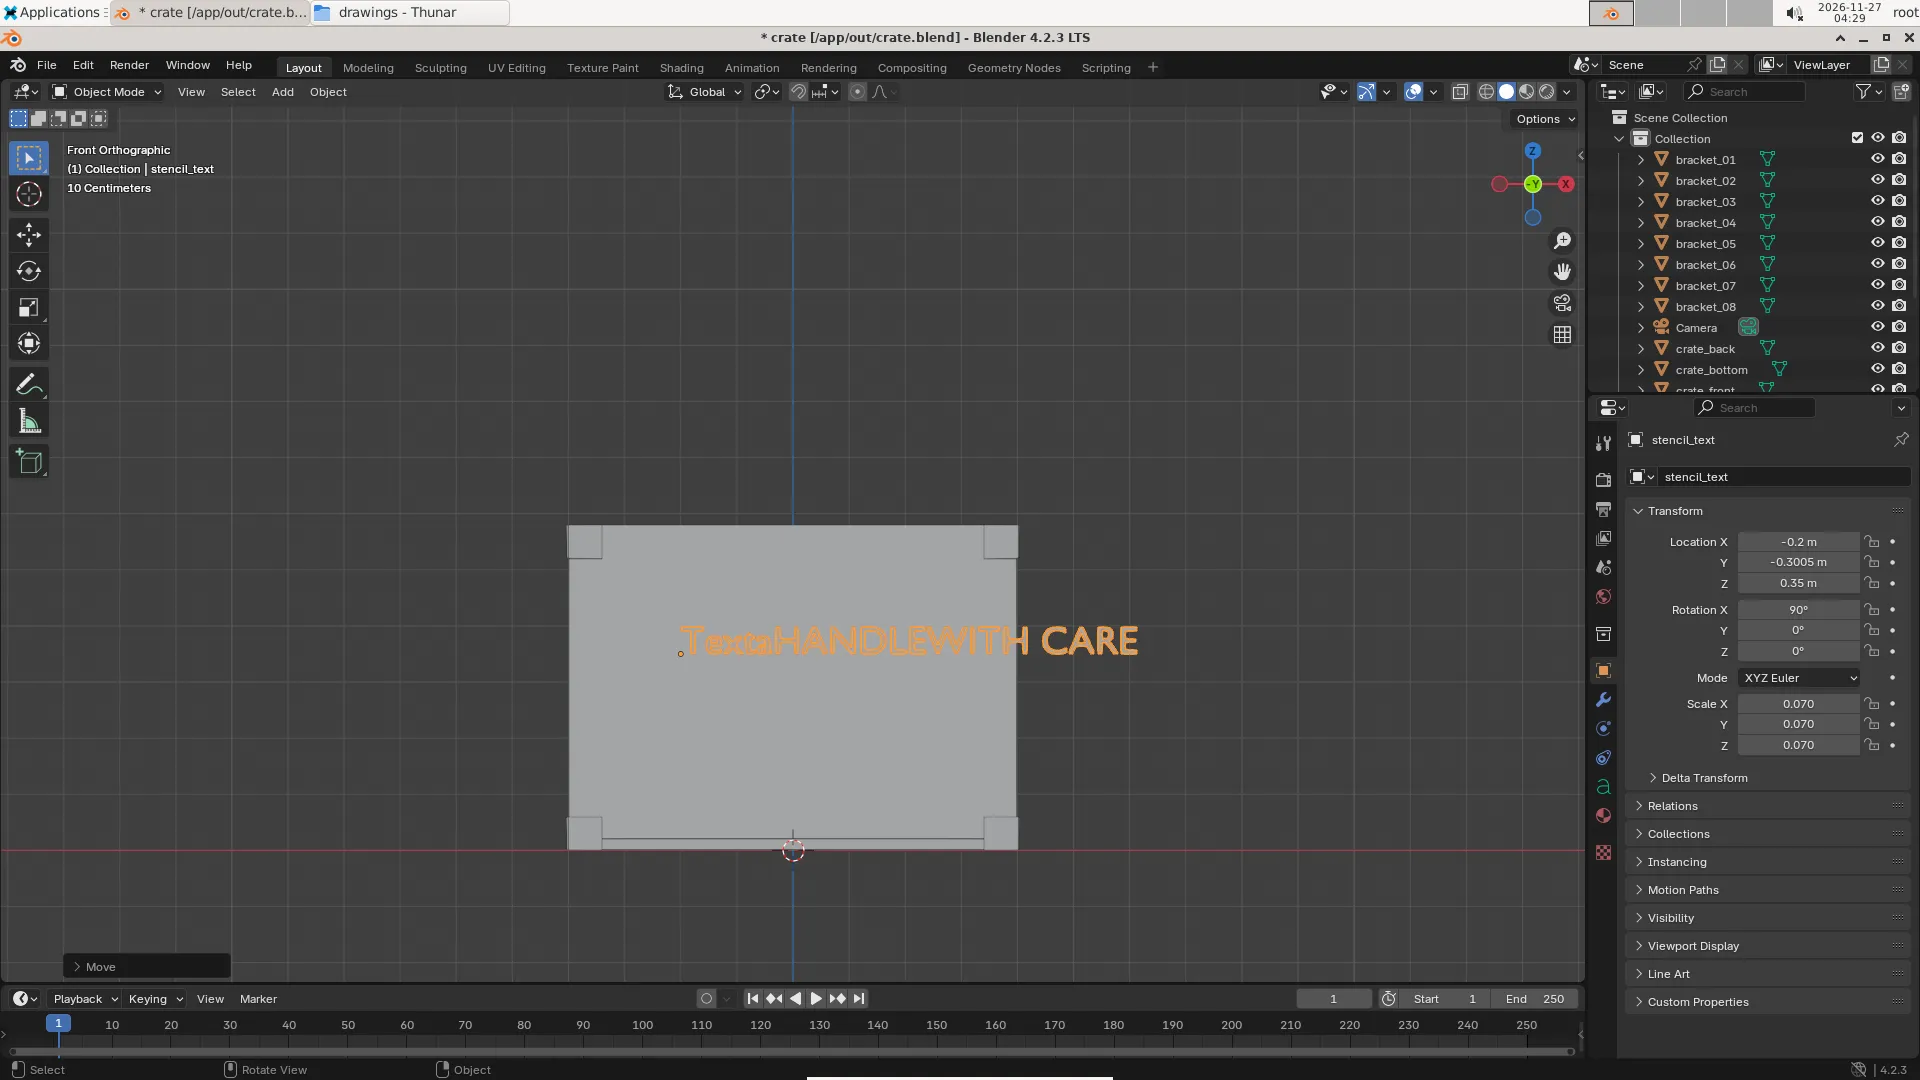 Applications
* crate [/app/out/crate.b...
drawings - Thunar
2026-11-27
04:29
root
* crate [/app/out/crate.blend] - Blender 4.2.3 LTS
File Edit Render Window Help
Layout Modeling Sculpting UV Editing Texture Paint Shading Animation Rendering Compositing Geometry Nodes Scripting
Scene
ViewLayer
Object Mode View Select Add Object
Global
Search
Options
Front Orthographic
(1) Collection | stencil_text
10 Centimeters
Z
-Y
X
TextaHANDLEWITH CARE
Scene Collection
Collection
bracket_01
bracket_02
bracket_03
bracket_04
bracket_05
bracket_06
bracket_07
bracket_08
Camera
crate_back
crate_bottom
crate_front
Search
stencil_text
stencil_text
Transform
Location X -0.2 m
Y -0.3005 m
Z 0.35 m
Rotation X 90°
Y 0°
Z 0°
Mode XYZ Euler
Scale X 0.070
Y 0.070
Z 0.070
Delta Transform
Relations
Collections
Instancing
Motion Paths
Visibility
Viewport Display
Line Art
Custom Properties
Move
Playback Keying View Marker
1
Start 1
End 250
1 10 20 30 40 50 60 70 80 90 100 110 120 130 140 150 160 170 180 190 200 210 220 230 240 250
Select
Rotate View
Object
4.2.3